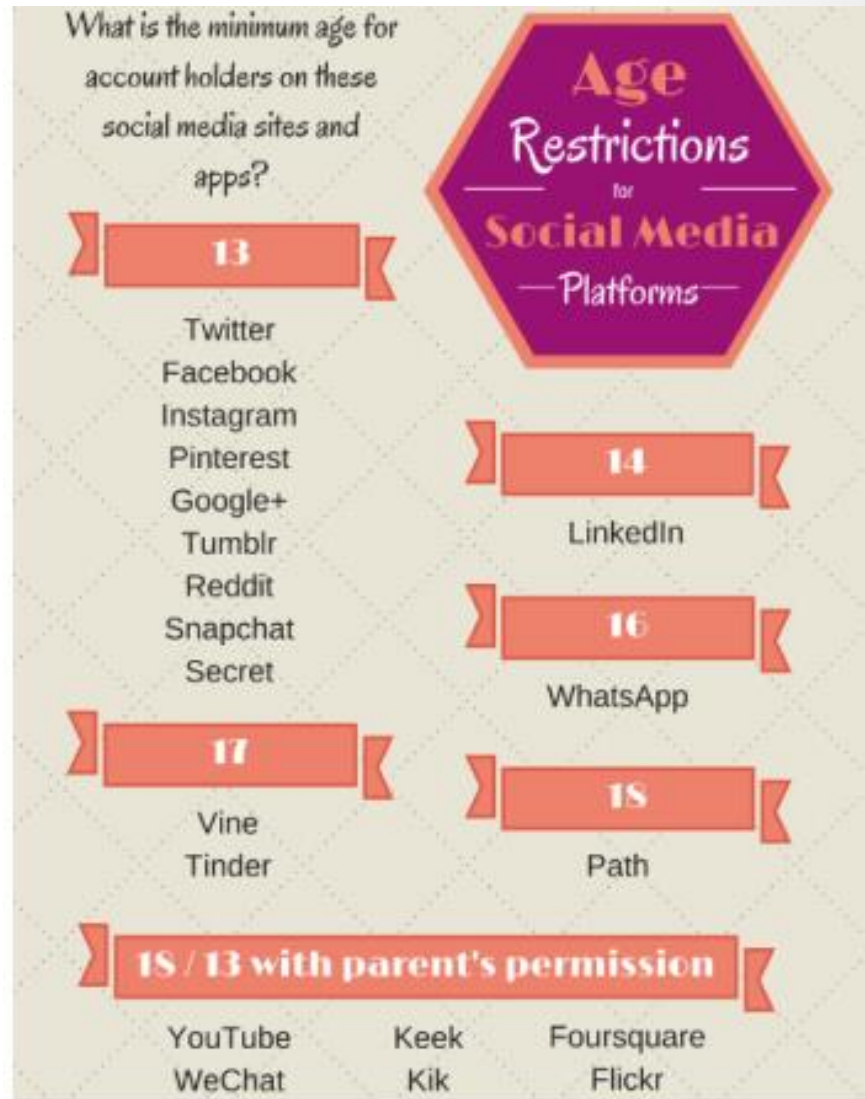 What is the minimum age for
account holders on these
social media sites and
apps?
Age
Restrictions
for
Social Media
Platforms
13
Twitter
Facebook
Instagram
Pinterest
Google+
Tumblr
Reddit
Snapchat
Secret
14
LinkedIn
16
WhatsApp
17
Vine
Tinder
18
Path
18 / 13 with parent's permission
YouTube Keek Foursquare
WeChat Kik Flickr